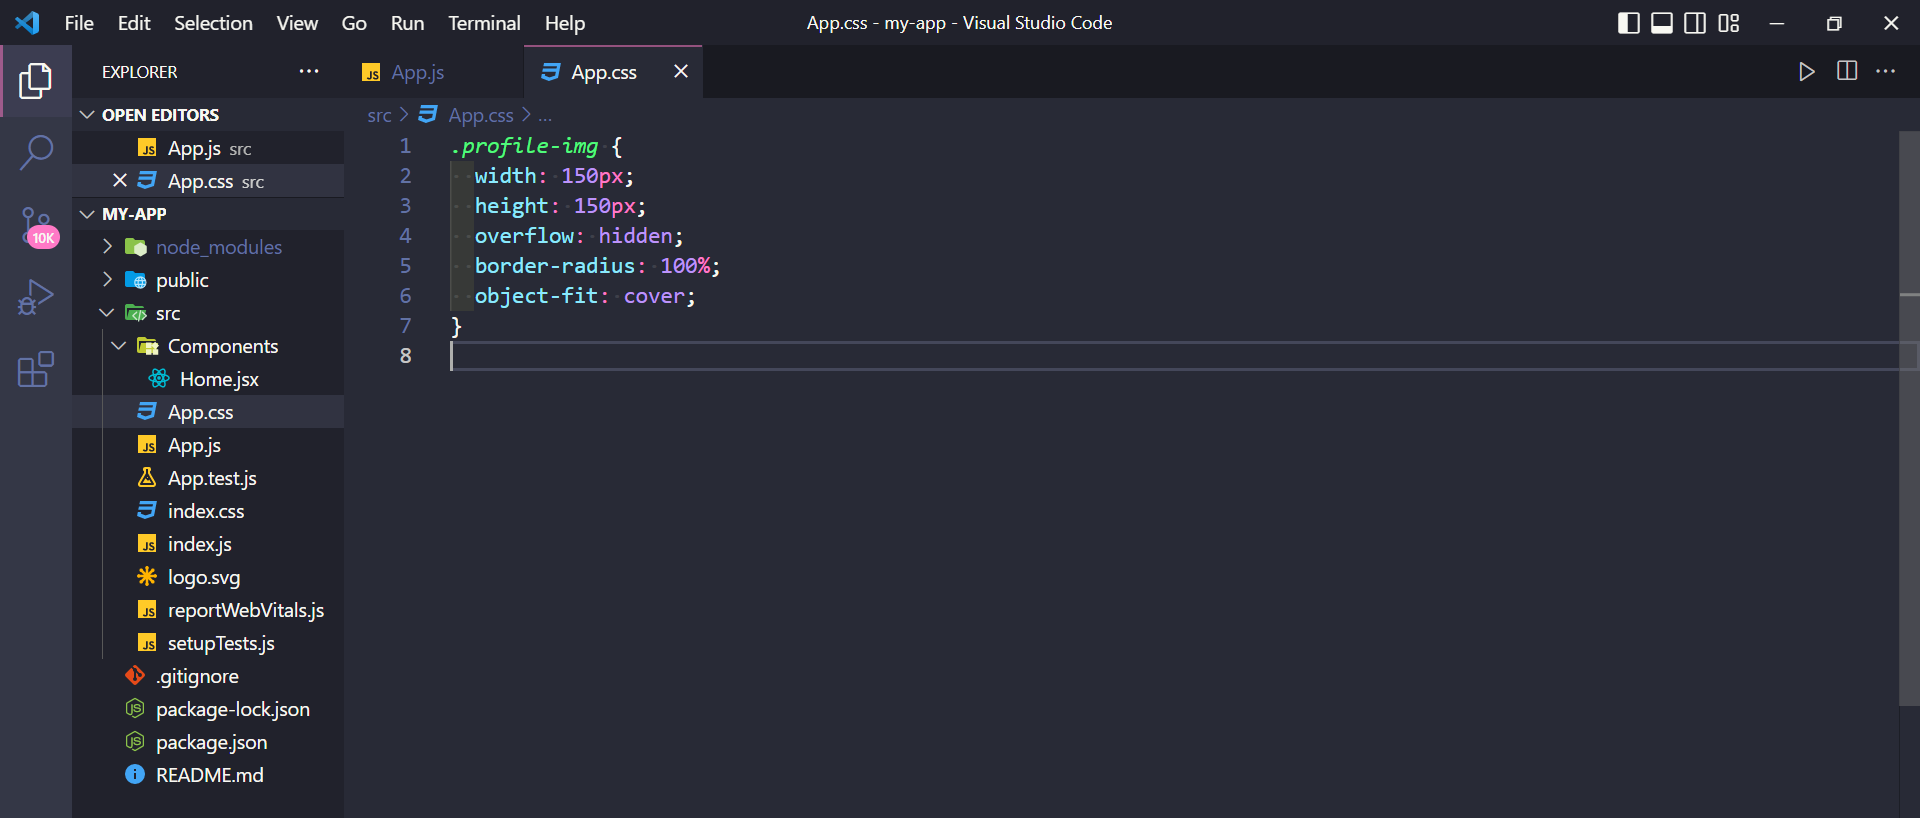 File Edit Selection View Go Run Terminal Help
App.css - my-app - Visual Studio Code
EXPLORER
App.js
App.css
OPEN EDITORS
App.js src
App.css src
MY-APP
node_modules
public
src
Components
Home.jsx
App.css
App.js
App.test.js
index.css
index.js
logo.svg
reportWebVitals.js
setupTests.js
.gitignore
package-lock.json
package.json
README.md
10K
src > App.css > ...
1 .profile-img {
2 width: 150px;
3 height: 150px;
4 overflow: hidden;
5 border-radius: 100%;
6 object-fit: cover;
7 }
8